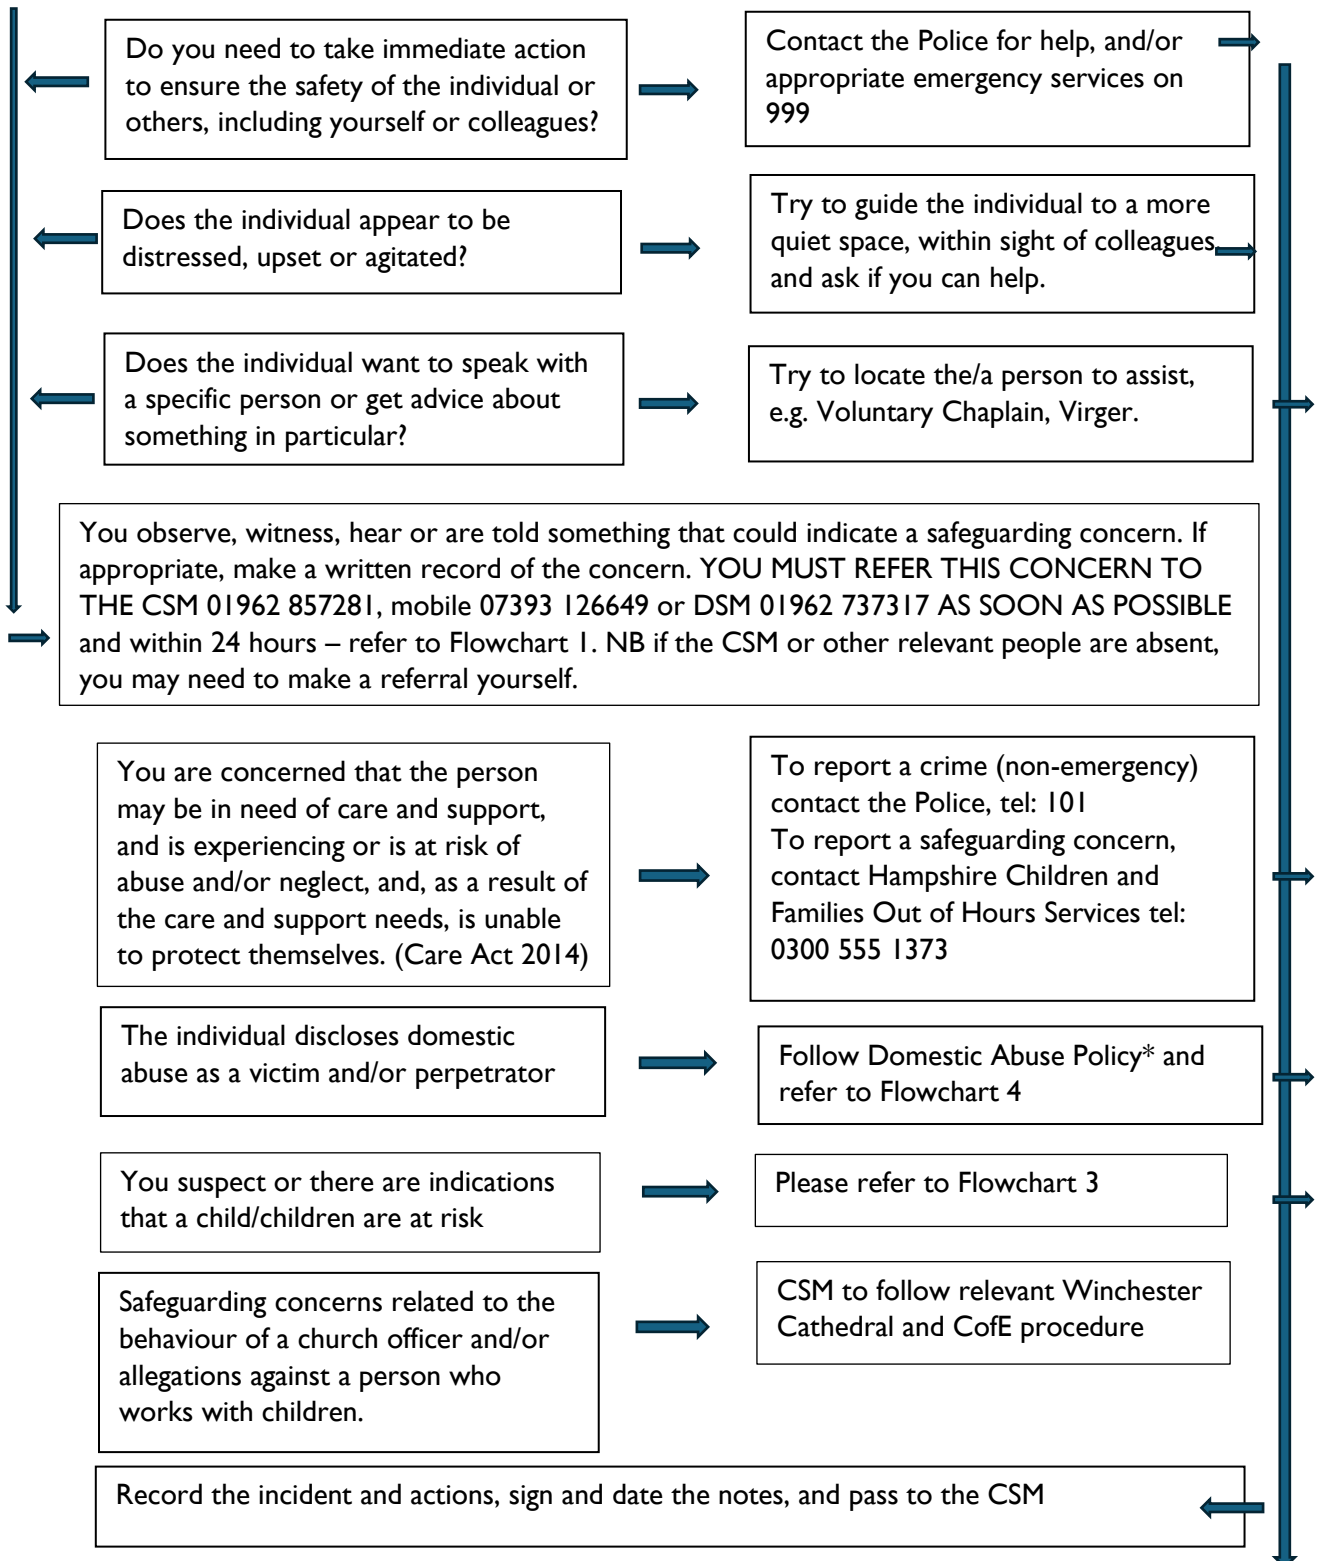 Do you need to take immediate action
to ensure the safety of the individual or
others, including yourself or colleagues?
Contact the Police for help, and/or
appropriate emergency services on
999
Does the individual appear to be
distressed, upset or agitated?
Try to guide the individual to a more
quiet space, within sight of colleagues,
and ask if you can help.
Does the individual want to speak with
a specific person or get advice about
something in particular?
Try to locate the/a person to assist,
e.g. Voluntary Chaplain, Virger.
You observe, witness, hear or are told something that could indicate a safeguarding concern. If
appropriate, make a written record of the concern. YOU MUST REFER THIS CONCERN TO
THE CSM 01962 857281, mobile 07393 126649 or DSM 01962 737317 AS SOON AS POSSIBLE
and within 24 hours – refer to Flowchart 1. NB if the CSM or other relevant people are absent,
you may need to make a referral yourself.
You are concerned that the person
may be in need of care and support,
and is experiencing or is at risk of
abuse and/or neglect, and, as a result of
the care and support needs, is unable
to protect themselves. (Care Act 2014)
To report a crime (non-emergency)
contact the Police, tel: 101
To report a safeguarding concern,
contact Hampshire Children and
Families Out of Hours Services tel:
0300 555 1373
The individual discloses domestic
abuse as a victim and/or perpetrator
Follow Domestic Abuse Policy* and
refer to Flowchart 4
You suspect or there are indications
that a child/children are at risk
Please refer to Flowchart 3
Safeguarding concerns related to the
behaviour of a church officer and/or
allegations against a person who
works with children.
CSM to follow relevant Winchester
Cathedral and CofE procedure
Record the incident and actions, sign and date the notes, and pass to the CSM